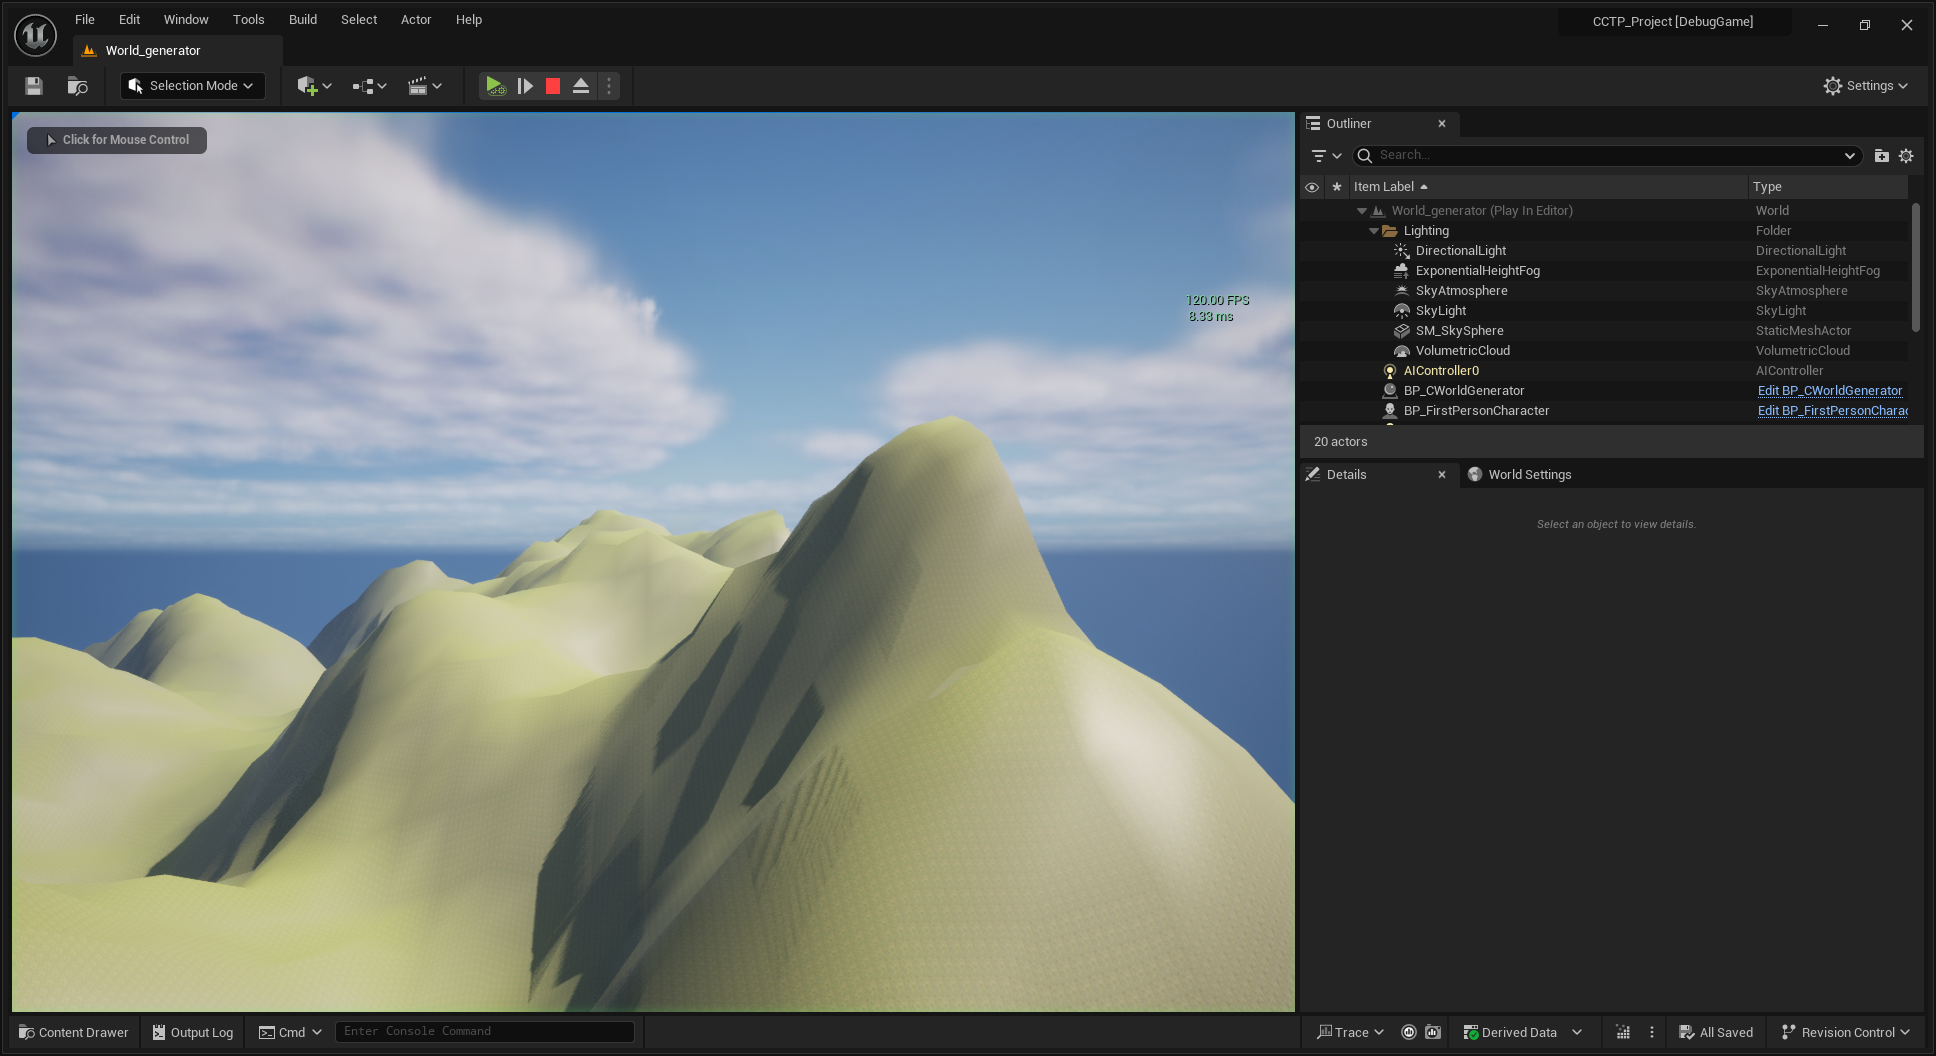 File Edit Window Tools Build Select Actor Help
CCTP_Project [DebugGame]
World_generator
Selection Mode
Settings
Click for Mouse Control
120.00 FPS
8.33 ms
Outliner
Search...
Item Label Type
World_generator (Play In Editor) World
Lighting Folder
DirectionalLight DirectionalLight
ExponentialHeightFog ExponentialHeightFog
SkyAtmosphere SkyAtmosphere
SkyLight SkyLight
SM_SkySphere StaticMeshActor
VolumetricCloud VolumetricCloud
AIController0 AIController
BP_CWorldGenerator Edit BP_CWorldGenerator
BP_FirstPersonCharacter Edit BP_FirstPersonCharac
20 actors
Details World Settings
Select an object to view details.
Content Drawer Output Log Cmd Enter Console Command Trace Derived Data All Saved Revision Control